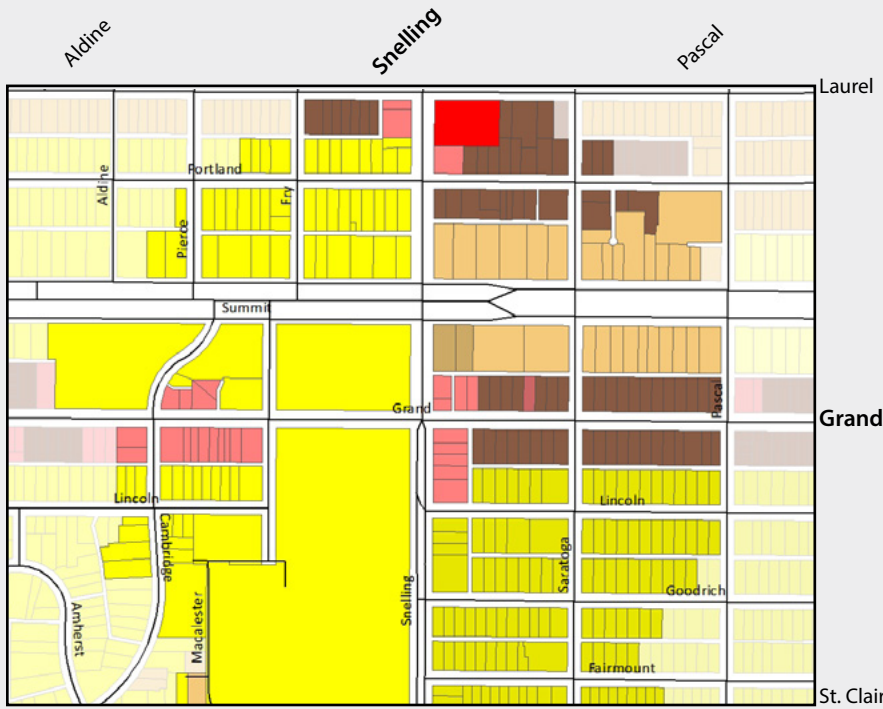 Aldine
Snelling
Pascal
Laurel
Portland
Aldine
Fry
Pierce
Summit
Grand
Pascal
Grand
Lincoln
Lincoln
Cambridge
Saratoga
Snelling
Goodrich
Macalester
Amherst
Fairmount
St. Clair